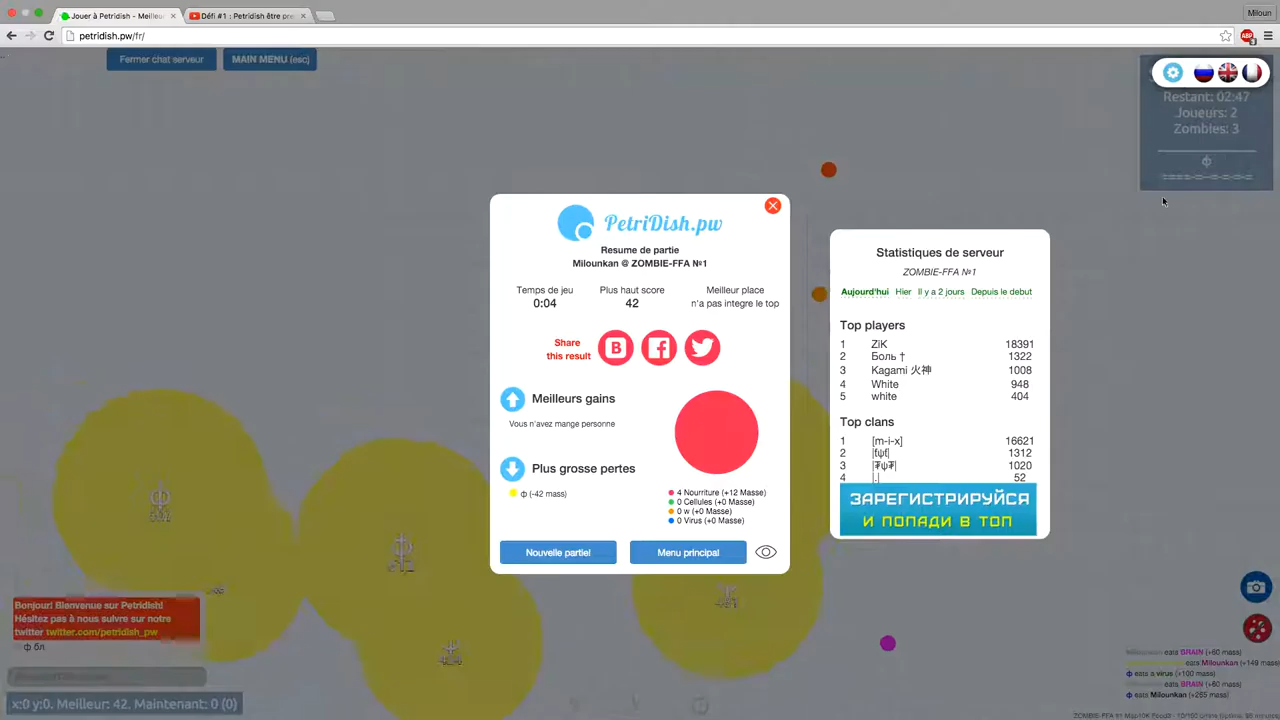 Jouer à Petridish - Meilleu
Défi #1 : Petridish être pre
Miloun
petridish.pw/fr/
Fermer chat serveur
MAIN MENU (esc)
Restant: 02:47
Joueurs: 2
Zombies: 3
ф
PetriDish.pw
Resume de partie
Milounkan @ ZOMBIE-FFA №1
Temps de jeu
0:04
Plus haut score
42
Meilleur place
n'a pas integre le top
Share
this result
Meilleurs gains
Vous n'avez mange personne
Plus grosse pertes
ф (-42 mass)
4 Nourriture (+12 Masse)
0 Cellules (+0 Masse)
0 w (+0 Masse)
0 Virus (+0 Masse)
Nouvelle partie!
Menu principal
Statistiques de serveur
ZOMBIE-FFA №1
Aujourd'hui Hier Il y a 2 jours Depuis le debut
Top players
1 ZiK 18391
2 Боль † 1322
3 Kagami 火神 1008
4 White 948
5 white 404
Top clans
1 [m-i-x] 16621
2 |ƭψƭ| 1312
3 |₮ψ₮| 1020
4 |.| 52
ЗАРЕГИСТРИРУЙСЯ
И ПОПАДИ В ТОП
Bonjour! Bienvenue sur Petridish!
Hésitez pas à nous suivre sur notre
twitter twitter.com/petridish_pw
ф бл
x:0 y:0. Meilleur: 42. Maintenant: 0 (0)
Milounkan eats BRAIN (+60 mass)
eats Milounkan (+149 mass)
ф eats a virus (+100 mass)
Milounkan eats BRAIN (+60 mass)
ф eats Milounkan (+265 mass)